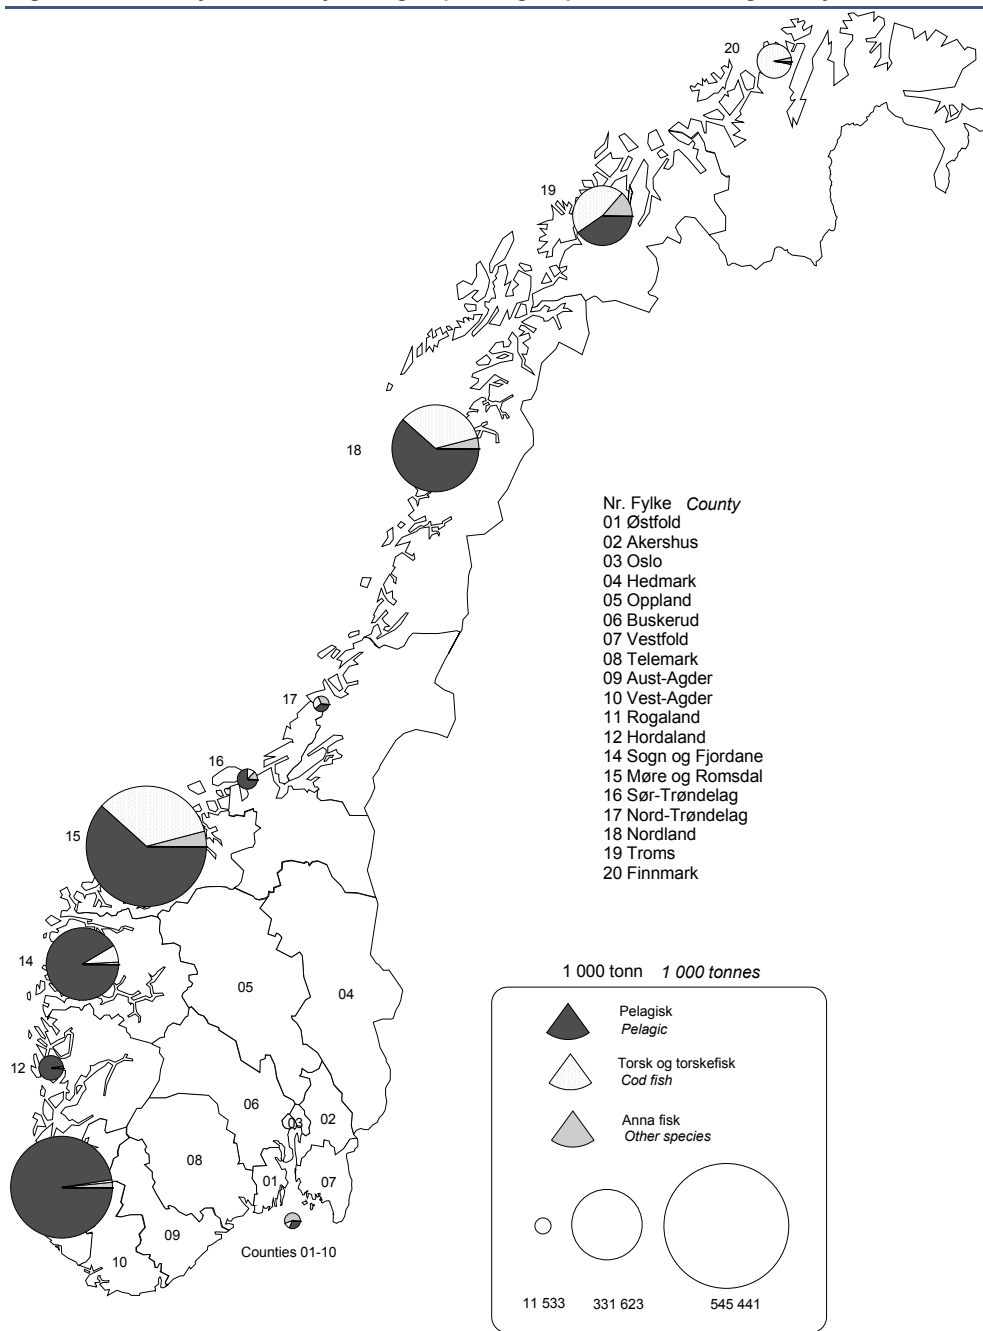 20
19
18
Nr. Fylke County
01 Østfold
02 Akershus
03 Oslo
04 Hedmark
05 Oppland
06 Buskerud
07 Vestfold
08 Telemark
09 Aust-Agder
10 Vest-Agder
11 Rogaland
12 Hordaland
14 Sogn og Fjordane
15 Møre og Romsdal
16 Sør-Trøndelag
17 Nord-Trøndelag
18 Nordland
19 Troms
20 Finnmark
17
16
15
14
05
04
12
06
03
02
08
01
07
09
10
Counties 01-10
1 000 tonn 1 000 tonnes
Pelagisk
Pelagic
Torsk og torskefisk
Cod fish
Anna fisk
Other species
11 533 331 623 545 441